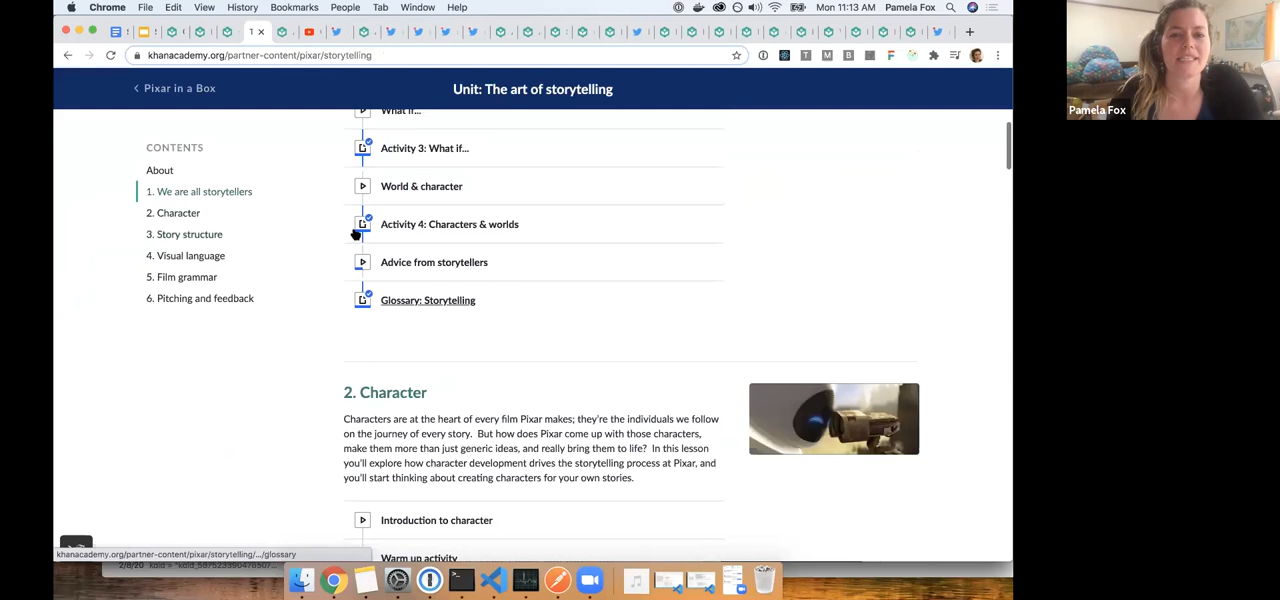 Chrome File Edit View History Bookmarks People Tab Window Help
Mon 11:13 AM Pamela Fox
khanacademy.org/partner-content/pixar/storytelling
Pixar in a Box
Unit: The art of storytelling
Pamela Fox
CONTENTS
About
1. We are all storytellers
2. Character
3. Story structure
4. Visual language
5. Film grammar
6. Pitching and feedback
What if...
Activity 3: What if...
World & character
Activity 4: Characters & worlds
Advice from storytellers
Glossary: Storytelling
2. Character
Characters are at the heart of every film Pixar makes; they're the individuals we follow
on the journey of every story. But how does Pixar come up with those characters,
make them more than just generic ideas, and really bring them to life? In this lesson
you'll explore how character development drives the storytelling process at Pixar, and
you'll start thinking about creating characters for your own stories.
Introduction to character
Warm up activity
khanacademy.org/partner-content/pixar/storytelling/.../glossary
2/8/20